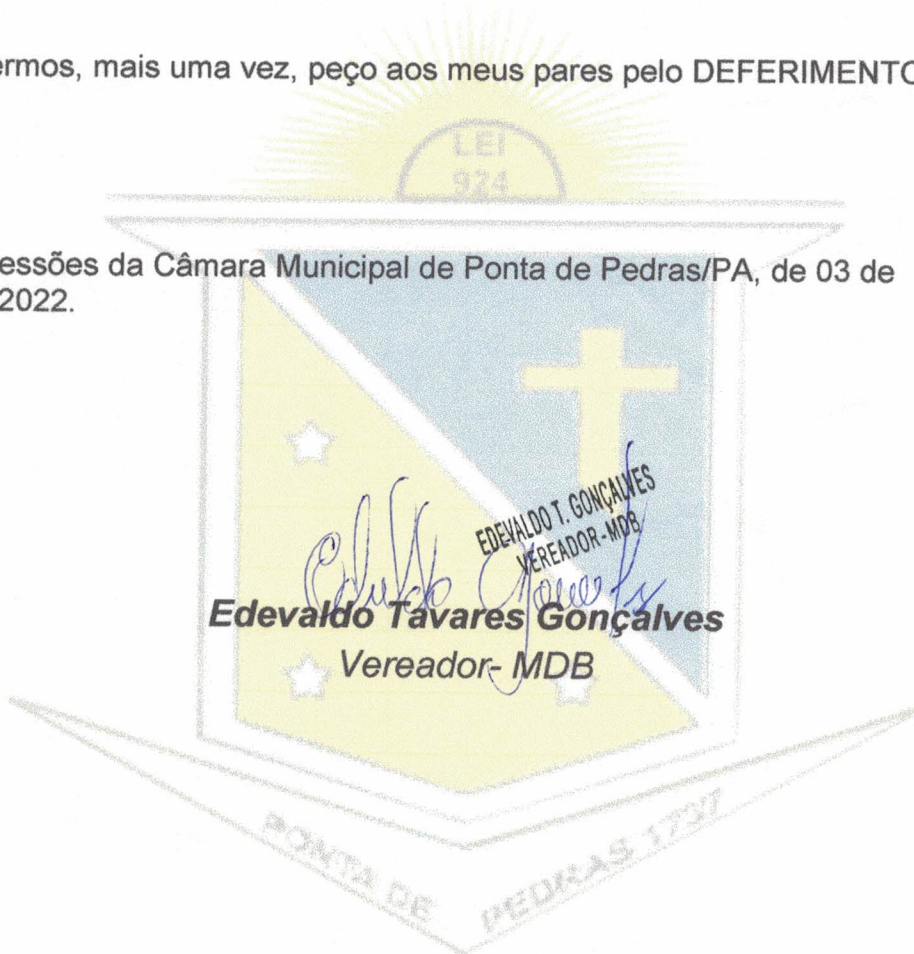 ermos, mais uma vez, peço aos meus pares pelo DEFERIMENTO
LEI
924
essões da Câmara Municipal de Ponta de Pedras/PA, de 03 de
2022.
EDEVALDO T. GONÇALVES
VEREADOR-MDB
Edevaldo Tavares Gonçalves
Vereador- MDB
PONTA DE PEDRAS 1737